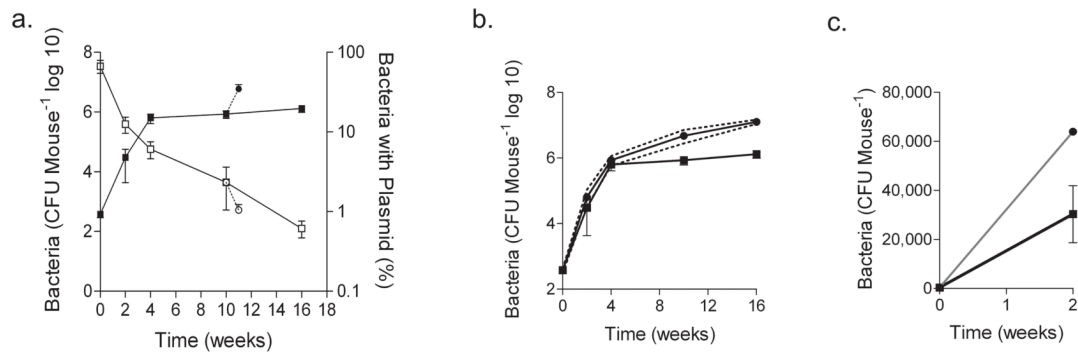 a.
Bacteria (CFU Mouse⁻¹ log 10)
8
6
4
2
0
0 2 4 6 8 10 12 14 16 18
Time (weeks)
100
10
1
0.1
Bacteria with Plasmid (%)
b.
Bacteria (CFU Mouse⁻¹ log 10)
8
6
4
2
0 4 8 12 16
Time (weeks)
c.
Bacteria (CFU Mouse⁻¹)
80,000
60,000
40,000
20,000
0
0 1 2
Time (weeks)